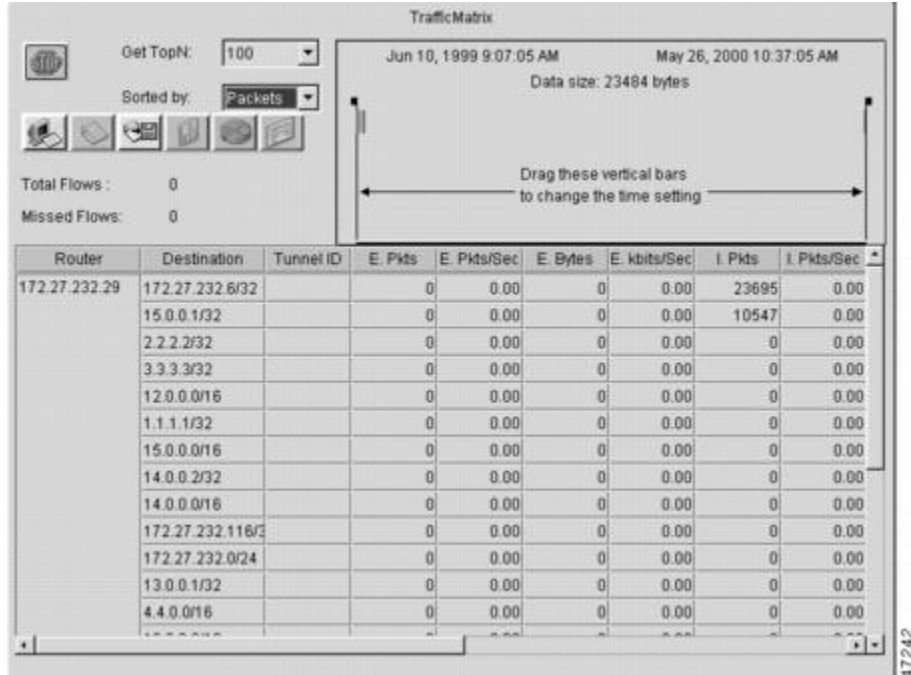 TrafficMatrix
Get TopN: 100
Sorted by: Packets
Total Flows : 0
Missed Flows: 0
Jun 10, 1999 9:07:05 AM May 26, 2000 10:37:05 AM
Data size: 23484 bytes
Drag these vertical bars
to change the time setting
Router Destination Tunnel ID E. Pkts E. Pkts/Sec E. Bytes E. kbits/Sec I. Pkts I. Pkts/Sec
172.27.232.29 172.27.232.6/32 0 0.00 0 0.00 23695 0.00
15.0.0.1/32 0 0.00 0 0.00 10547 0.00
2.2.2.2/32 0 0.00 0 0.00 0 0.00
3.3.3.3/32 0 0.00 0 0.00 0 0.00
12.0.0.0/16 0 0.00 0 0.00 0 0.00
1.1.1.1/32 0 0.00 0 0.00 0 0.00
15.0.0.0/16 0 0.00 0 0.00 0 0.00
14.0.0.2/32 0 0.00 0 0.00 0 0.00
14.0.0.0/16 0 0.00 0 0.00 0 0.00
172.27.232.116/3 0 0.00 0 0.00 0 0.00
172.27.232.0/24 0 0.00 0 0.00 0 0.00
13.0.0.1/32 0 0.00 0 0.00 0 0.00
4.4.0.0/16 0 0.00 0 0.00 0 0.00
47242